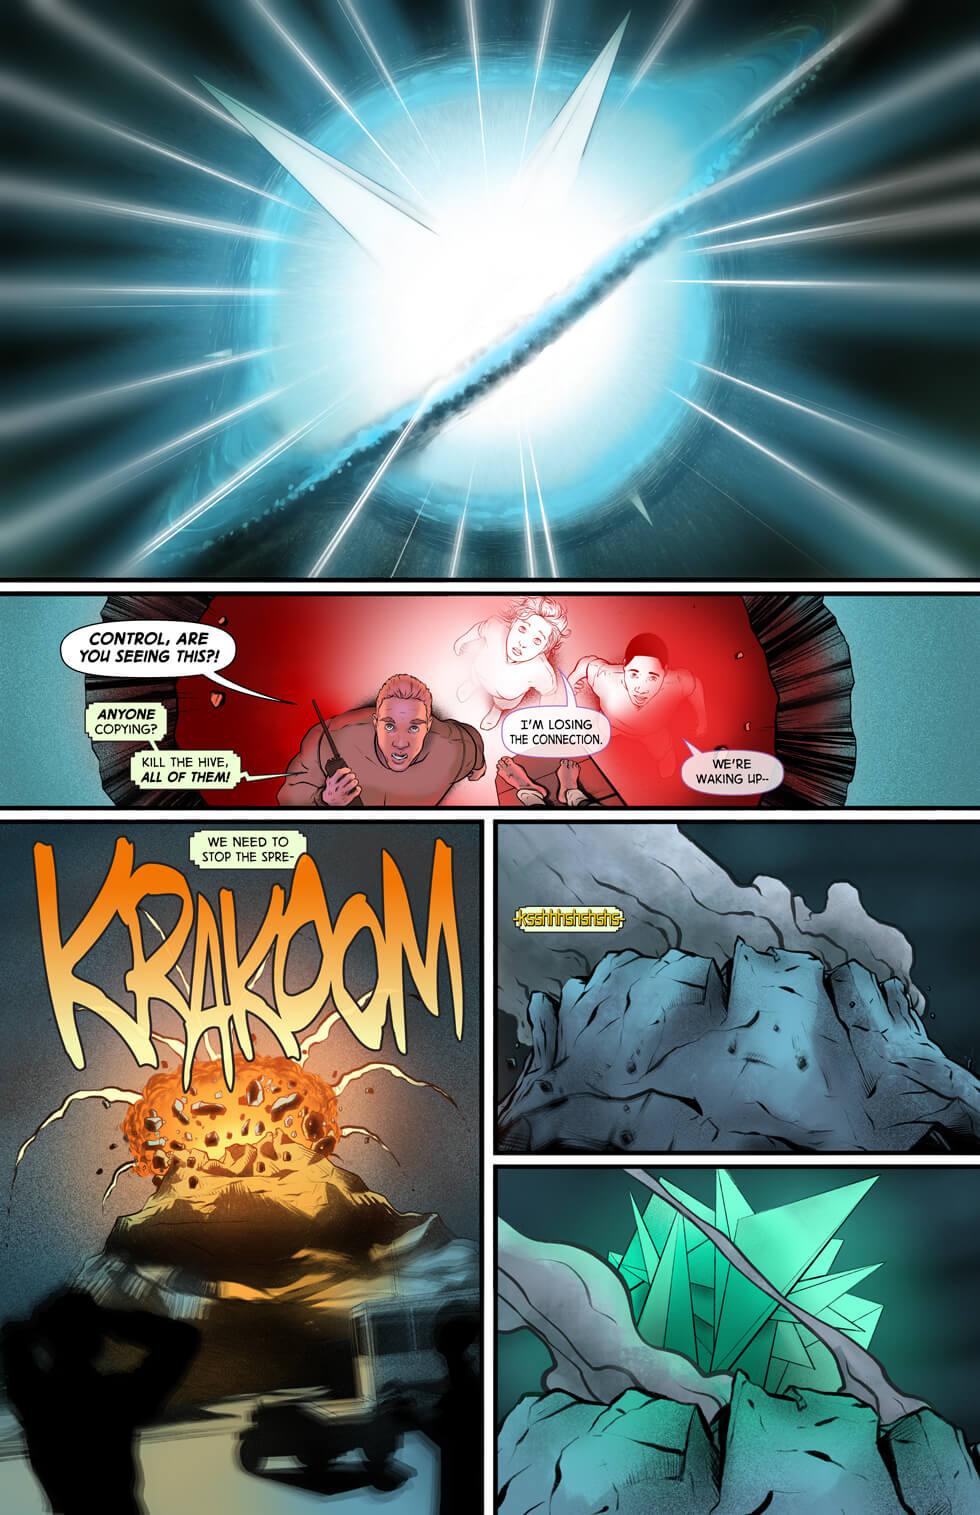 CONTROL, ARE
YOU SEEING THIS?!
ANYONE
COPYING?
KILL THE HIVE,
ALL OF THEM!
I'M LOSING
THE CONNECTION.
WE'RE
WAKING UP--
WE NEED TO
STOP THE SPRE-
KRAKOOM
-ksshhhshshshs-